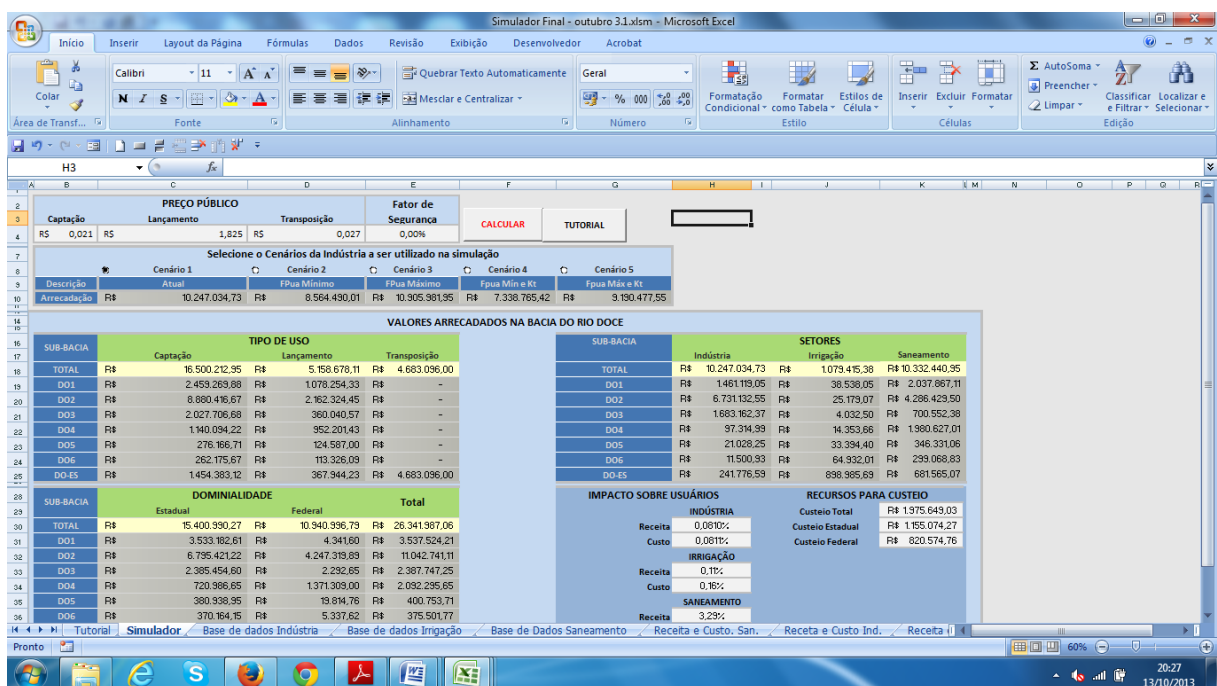 Simulador Final - outubro 3.1.xlsm - Microsoft Excel
Início Inserir Layout da Página Fórmulas Dados Revisão Exibição Desenvolvedor Acrobat
Colar
Calibri 11 A A
N I S
Quebrar Texto Automaticamente
Mesclar e Centralizar
Geral
% 000
Formatação Condicional
Formatar como Tabela
Estilos de Célula
Inserir Excluir Formatar
Σ AutoSoma
Preencher
Limpar
Classificar e Filtrar
Localizar e Selecionar
Área de Transf... Fonte Alinhamento Número Estilo Células Edição
H3 fx
A B C D E F G H I J K M N O P Q R
PREÇO PÚBLICO Fator de Segurança
Captação Lançamento Transposição
CALCULAR TUTORIAL
R$ 0,021 R$ 1,825 R$ 0,027 0,00%
Selecione o Cenários da Indústria a ser utilizado na simulação
Cenário 1 Cenário 2 Cenário 3 Cenário 4 Cenário 5
Descrição Atual FPua Mínimo FPua Máximo Fpua Mín e Kt Fpua Máx e Kt
Arrecadação R$ 10.247.034,73 R$ 8.564.490,01 R$ 10.905.981,95 R$ 7.338.765,42 R$ 9.190.477,55
VALORES ARRECADADOS NA BACIA DO RIO DOCE
SUB-BACIA TIPO DE USO
Captação Lançamento Transposição
TOTAL R$ 16.500.212,95 R$ 5.158.678,11 R$ 4.683.096,00
DO1 R$ 2.459.269,88 R$ 1.078.254,33 R$ -
DO2 R$ 8.880.416,67 R$ 2.162.324,45 R$ -
DO3 R$ 2.027.706,68 R$ 360.040,57 R$ -
DO4 R$ 1.140.094,22 R$ 952.201,43 R$ -
DO5 R$ 276.166,71 R$ 124.587,00 R$ -
DO6 R$ 262.175,67 R$ 113.326,09 R$ -
DO-ES R$ 1.454.383,12 R$ 367.944,23 R$ 4.683.096,00
SUB-BACIA SETORES
Indústria Irrigação Saneamento
TOTAL R$ 10.247.034,73 R$ 1.079.415,38 R$ 10.332.440,95
DO1 R$ 1.461.119,05 R$ 38.538,05 R$ 2.037.867,11
DO2 R$ 6.731.132,55 R$ 25.179,07 R$ 4.286.429,50
DO3 R$ 1.683.162,37 R$ 4.032,50 R$ 700.552,38
DO4 R$ 97.314,99 R$ 14.353,66 R$ 1.980.627,01
DO5 R$ 21.028,25 R$ 33.394,40 R$ 346.331,06
DO6 R$ 11.500,93 R$ 64.932,01 R$ 299.068,83
DO-ES R$ 241.776,59 R$ 898.985,69 R$ 681.565,07
SUB-BACIA DOMINIALIDADE Total
Estadual Federal
TOTAL R$ 15.400.990,27 R$ 10.940.996,79 R$ 26.341.987,06
DO1 R$ 3.533.182,61 R$ 4.341,60 R$ 3.537.524,21
DO2 R$ 6.795.421,22 R$ 4.247.319,89 R$ 11.042.741,11
DO3 R$ 2.385.454,60 R$ 2.292,65 R$ 2.387.747,25
DO4 R$ 720.986,65 R$ 1.371.309,00 R$ 2.092.295,65
DO5 R$ 380.938,95 R$ 19.814,76 R$ 400.753,71
DO6 R$ 370.164,15 R$ 5.337,62 R$ 375.501,77
IMPACTO SOBRE USUÁRIOS
INDÚSTRIA
Receita 0,0810%
Custo 0,0811%
IRRIGAÇÃO
Receita 0,11%
Custo 0,16%
SANEAMENTO
Receita 3,29%
RECURSOS PARA CUSTEIO
Custeio Total R$ 1.975.649,03
Custeio Estadual R$ 1.155.074,27
Custeio Federal R$ 820.574,76
Tutorial Simulador Base de dados Indústria Base de dados Irrigação Base de Dados Saneamento Receita e Custo. San. Receta e Custo Ind. Receita
Pronto 60%
20:27
13/10/2013